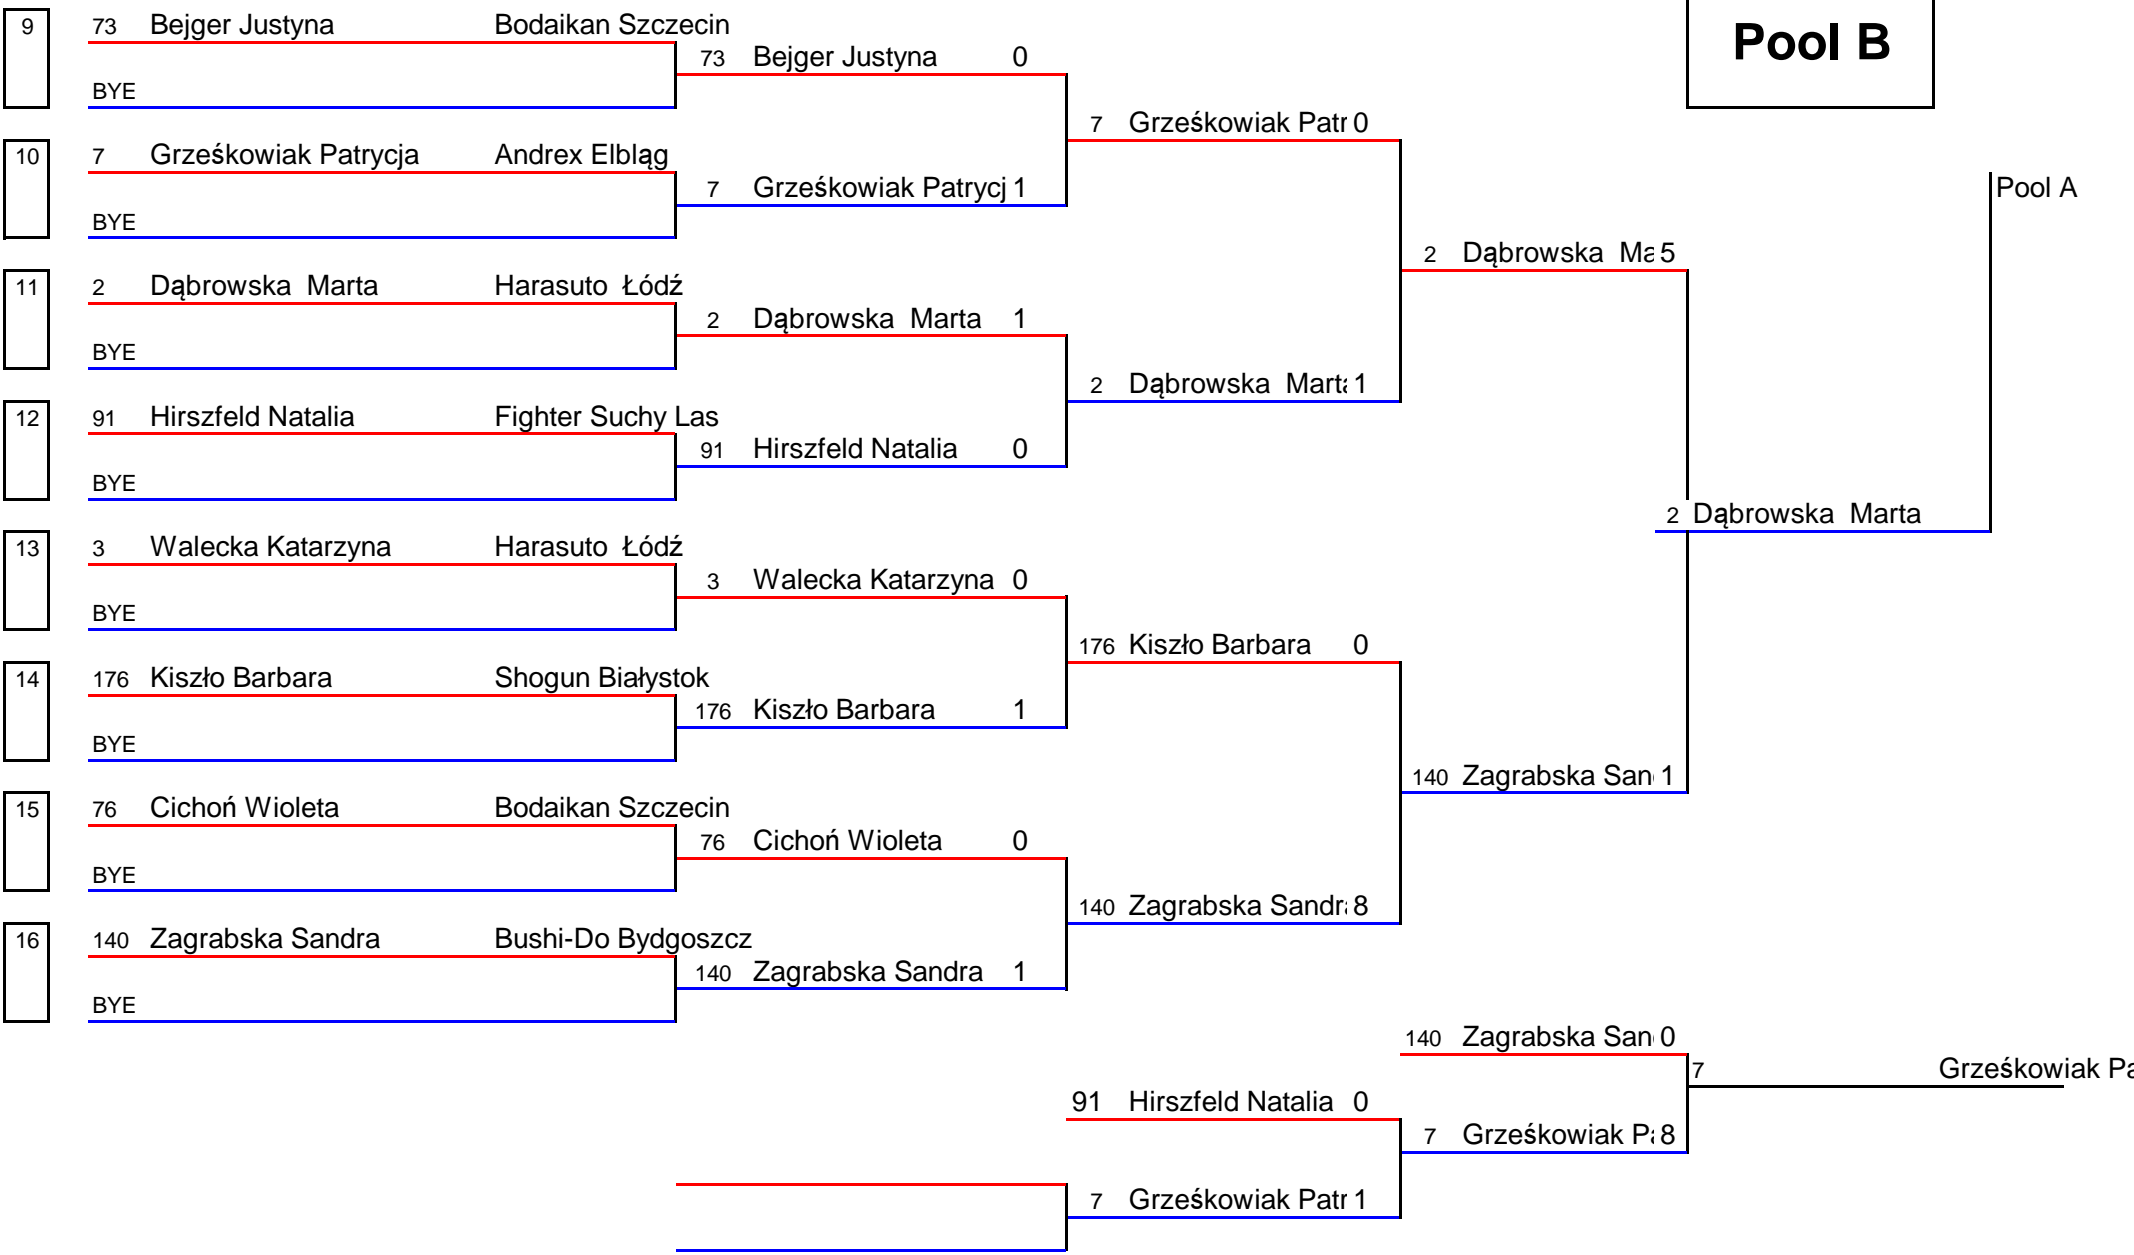 9 73 Bejger Justyna Bodaikan Szczecin
Pool B
73 Bejger Justyna 0
BYE
7 Grześkowiak Patr 0
10 7 Grześkowiak Patrycja Andrex Elbląg
7 Grześkowiak Patrycj 1
Pool A
BYE
2 Dąbrowska Ma 5
11 2 Dąbrowska Marta Harasuto Łódź
2 Dąbrowska Marta 1
BYE
2 Dąbrowska Marta 1
12 91 Hirszfeld Natalia Fighter Suchy Las
91 Hirszfeld Natalia 0
BYE
2 Dąbrowska Marta
13 3 Walecka Katarzyna Harasuto Łódź
3 Walecka Katarzyna 0
BYE
176 Kiszło Barbara 0
14 176 Kiszło Barbara Shogun Białystok
176 Kiszło Barbara 1
BYE
140 Zagrabska San 1
15 76 Cichoń Wioleta Bodaikan Szczecin
76 Cichoń Wioleta 0
BYE
140 Zagrabska Sandra 8
16 140 Zagrabska Sandra Bushi-Do Bydgoszcz
140 Zagrabska Sandra 1
BYE
140 Zagrabska San 0
7 Grześkowiak Pa
91 Hirszfeld Natalia 0
7 Grześkowiak Pa 8
7 Grześkowiak Patr 1